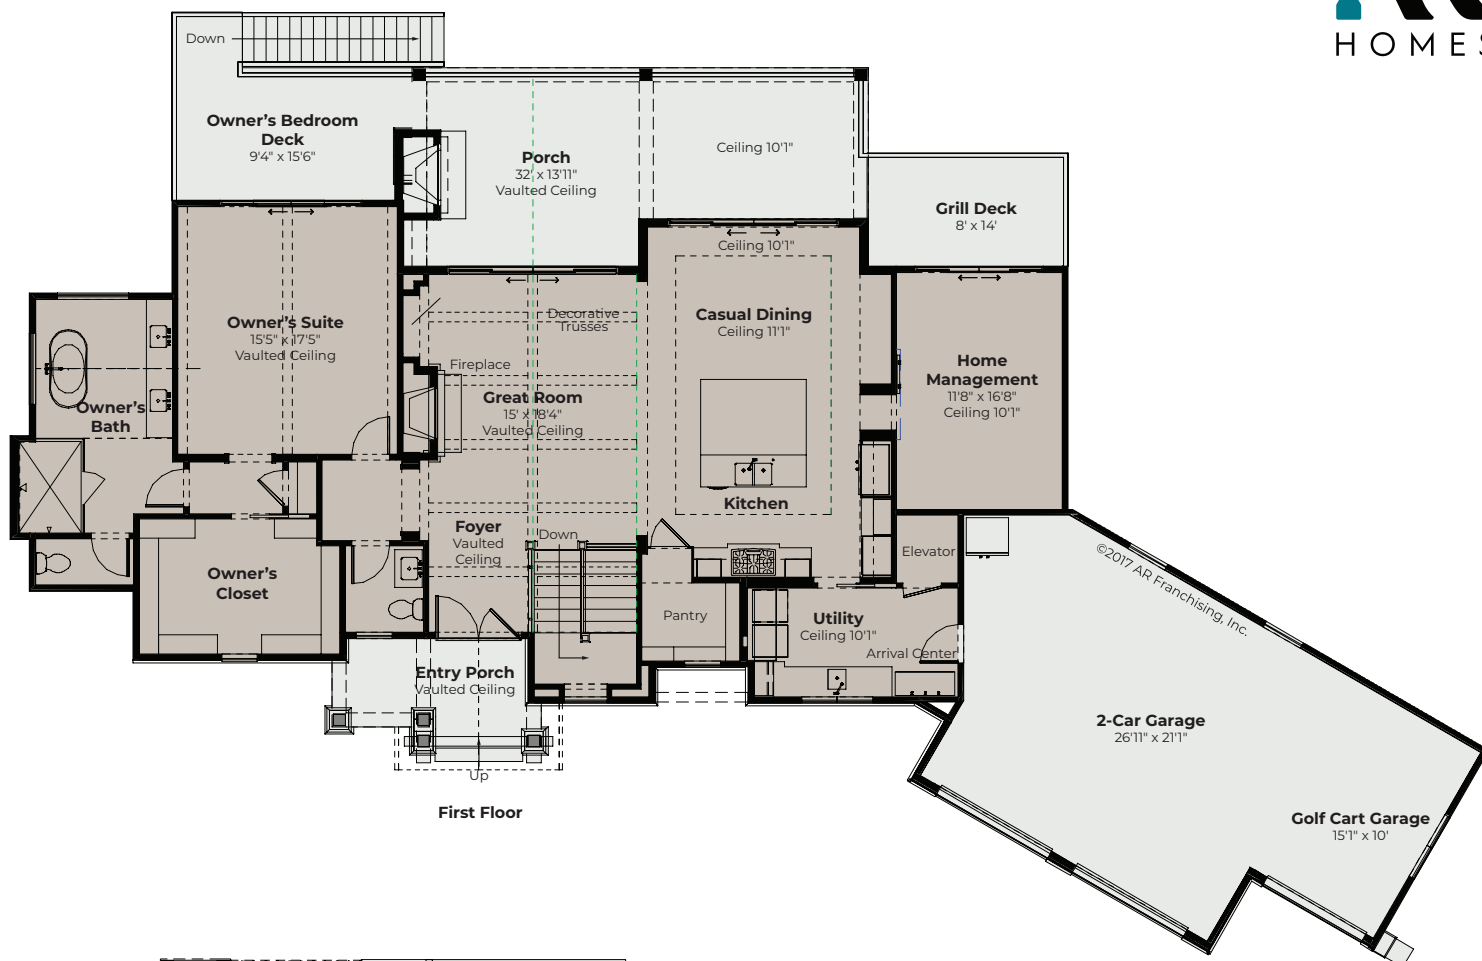 HOMES
Down
Owner's Bedroom
Deck
9'4" x 15'6"
Porch
32' x 13'11"
Vaulted Ceiling
Ceiling 10'1"
Grill Deck
8' x 14'
Ceiling 10'1"
Owner's Suite
15'5" x 17'5"
Vaulted Ceiling
Decorative
Trusses
Casual Dining
Ceiling 11'1"
Fireplace
Great Room
15' x 18'4"
Vaulted Ceiling
Home
Management
11'8" x 16'8"
Ceiling 10'1"
Owner's
Bath
Kitchen
Foyer
Vaulted
Ceiling
Down
Elevator
©2017 AR Franchising, Inc.
Owner's
Closet
Pantry
Utility
Ceiling 10'1"
Arrival Center
Entry Porch
Vaulted Ceiling
2-Car Garage
26'11" x 21'1"
Up
First Floor
Golf Cart Garage
15'1" x 10'